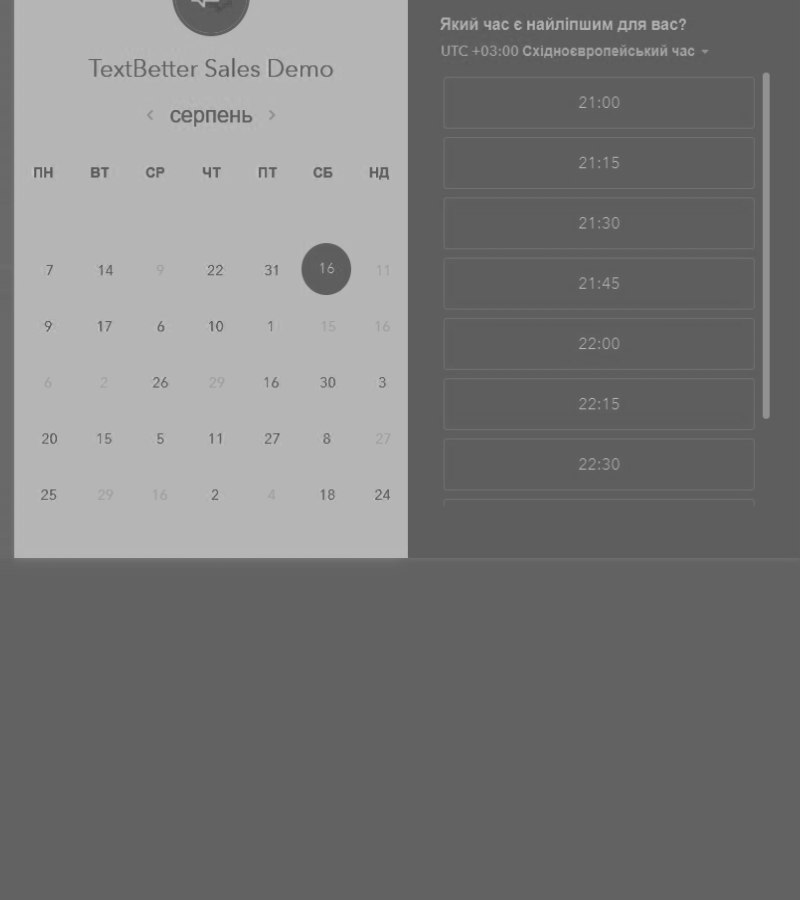 TextBetter Sales Demo
серпень
ПН ВТ СР ЧТ ПТ СБ НД
7 14 9 22 31 16 11
9 17 6 10 1 15 16
6 2 26 29 16 30 3
20 15 5 11 27 8 27
25 29 16 2 4 18 24
Який час є найліпшим для вас?
UTC +03:00 Східноєвропейський час
21:00
21:15
21:30
21:45
22:00
22:15
22:30